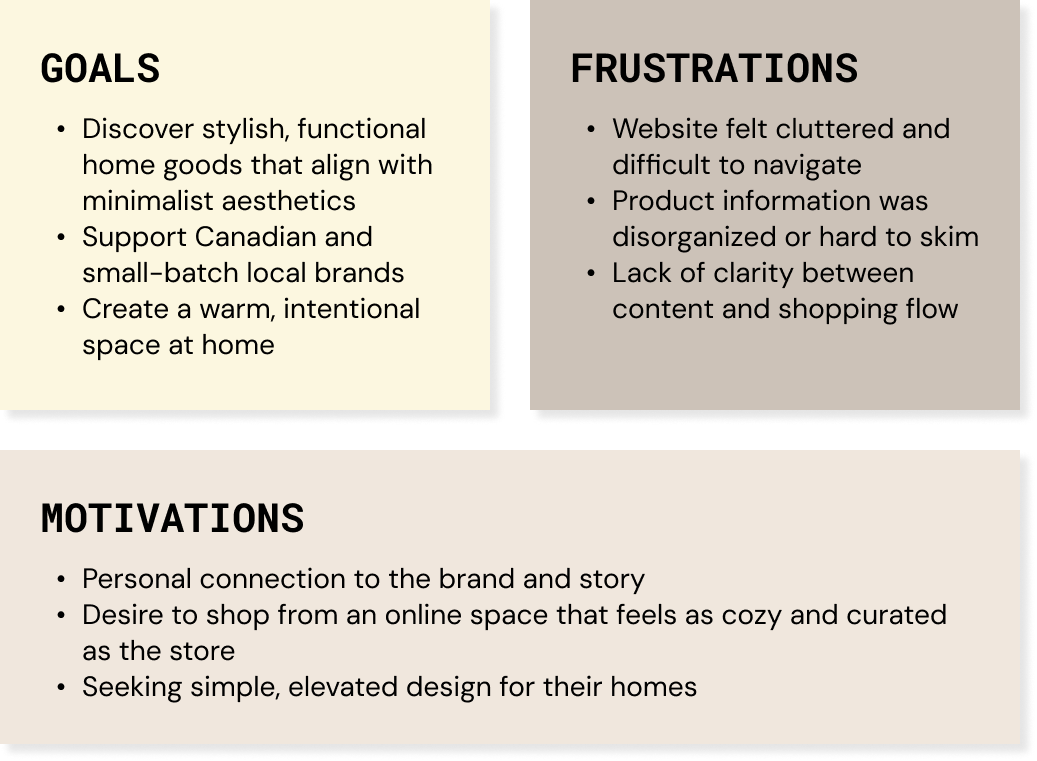 GOALS
• Discover stylish, functional
home goods that align with
minimalist aesthetics
• Support Canadian and
small-batch local brands
• Create a warm, intentional
space at home
FRUSTRATIONS
• Website felt cluttered and
difficult to navigate
• Product information was
disorganized or hard to skim
• Lack of clarity between
content and shopping flow
MOTIVATIONS
• Personal connection to the brand and story
• Desire to shop from an online space that feels as cozy and curated
as the store
• Seeking simple, elevated design for their homes